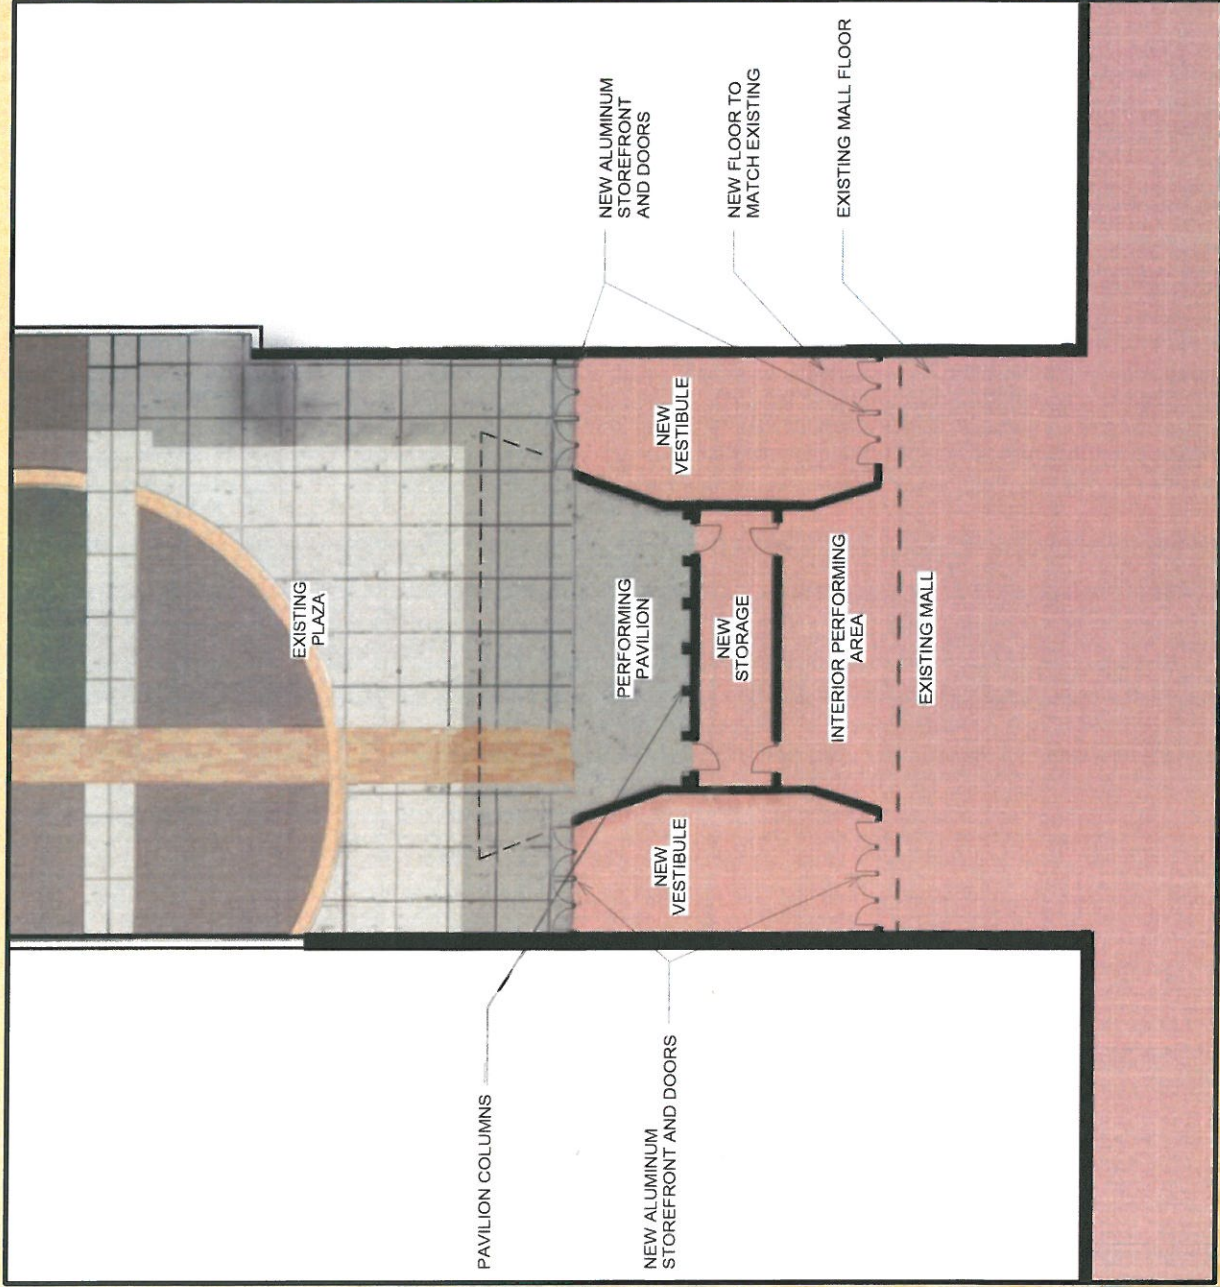 EXISTING
PLAZA
PERFORMING
PAVILION
NEW
STORAGE
INTERIOR PERFORMING
AREA
EXISTING MALL
NEW
VESTIBULE
NEW
VESTIBULE
PAVILION COLUMNS
NEW ALUMINUM
STOREFRONT AND DOORS
NEW ALUMINUM
STOREFRONT
AND DOORS
NEW FLOOR TO
MATCH EXISTING
EXISTING MALL FLOOR